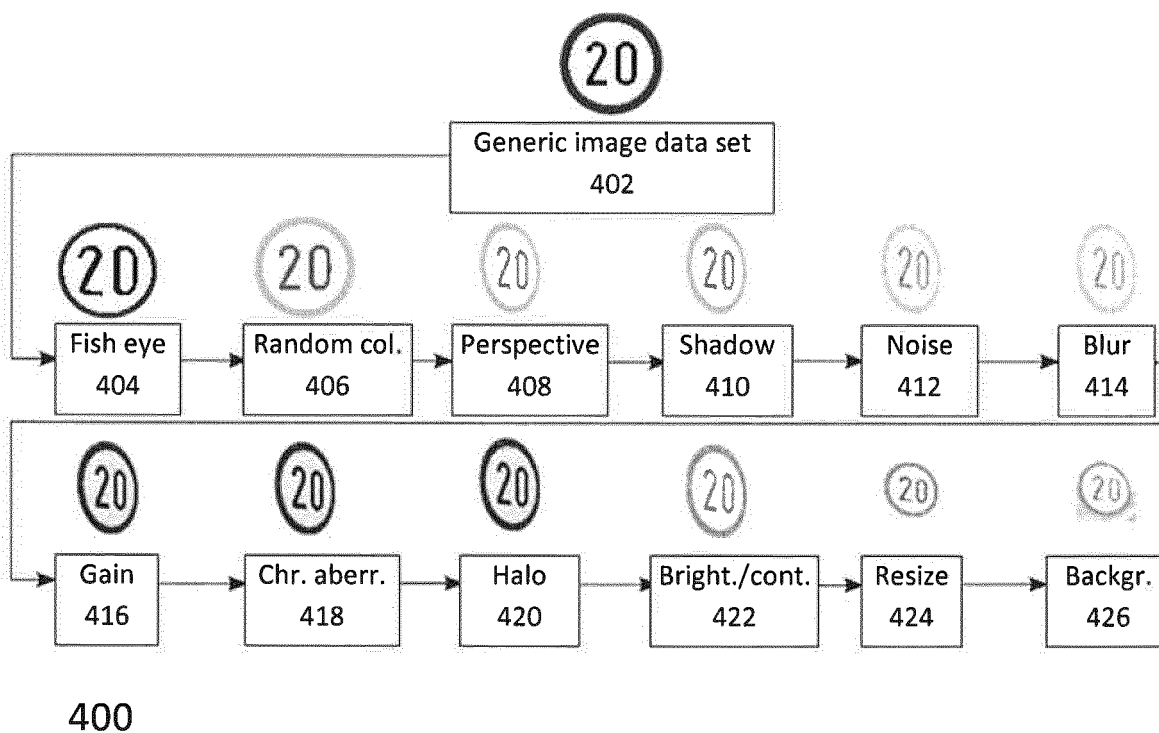 20
Generic image data set
402
20 20 20 20 20 20
Fish eye Random col. Perspective Shadow Noise Blur
404 406 408 410 412 414
20 20 20 20 20 20
Gain Chr. aberr. Halo Bright./cont. Resize Backgr.
416 418 420 422 424 426
400